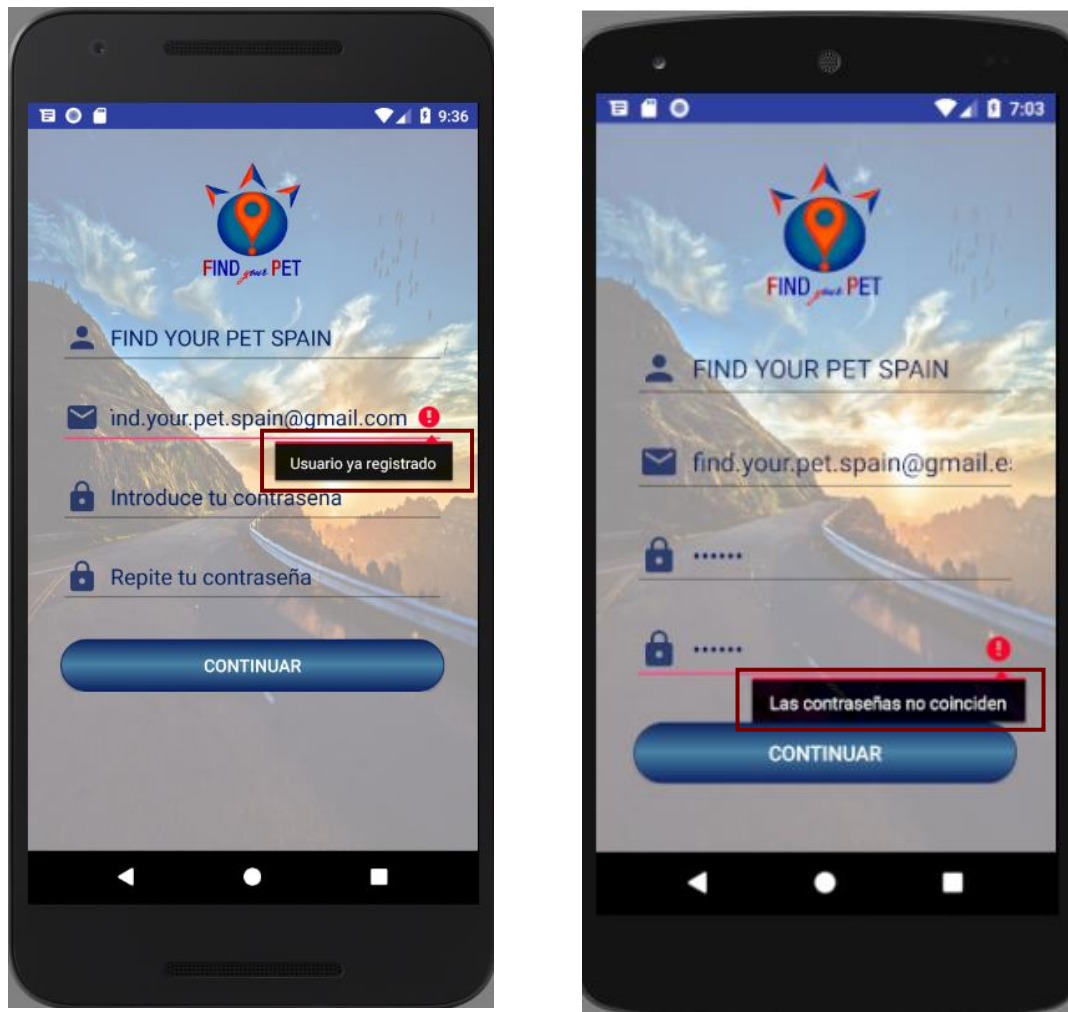 9:36
FIND your PET
FIND YOUR PET SPAIN
ind.your.pet.spain@gmail.com
Usuario ya registrado
Introduce tu contraseña
Repite tu contraseña
CONTINUAR
7:03
FIND your PET
FIND YOUR PET SPAIN
find.your.pet.spain@gmail.e
••••••
••••••
Las contraseñas no coinciden
CONTINUAR